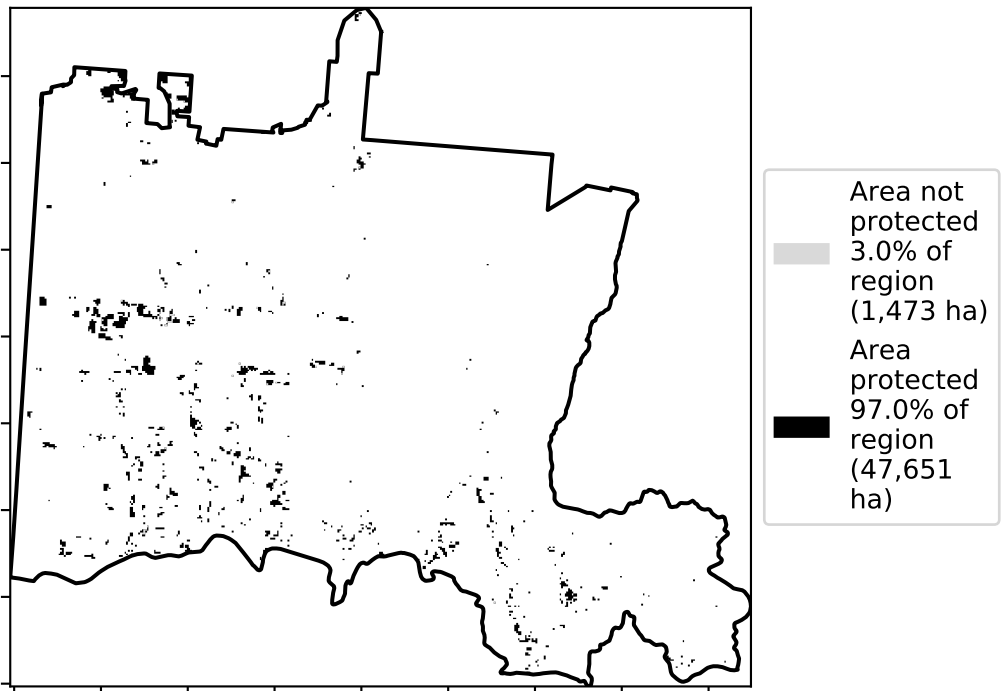 Area not
protected
3.0% of
region
(1,473 ha)
Area
protected
97.0% of
region
(47,651
ha)